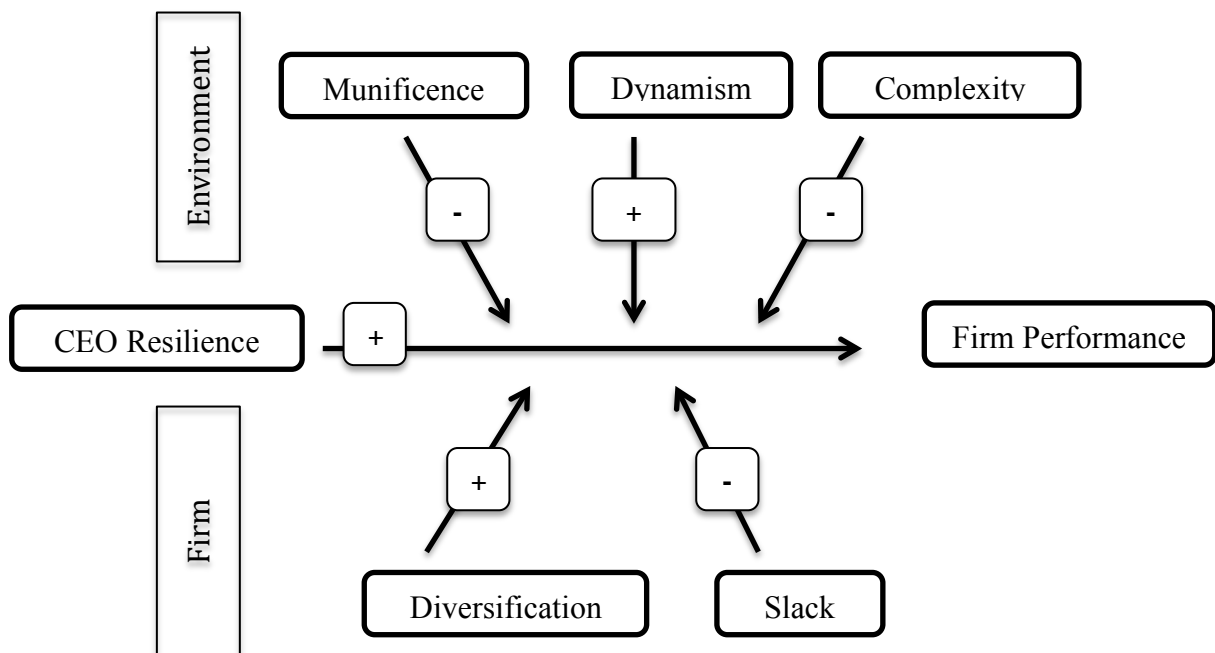 Environment
Munificence
Dynamism
Complexity
-
+
-
CEO Resilience
+
Firm Performance
Firm
+
-
Diversification
Slack